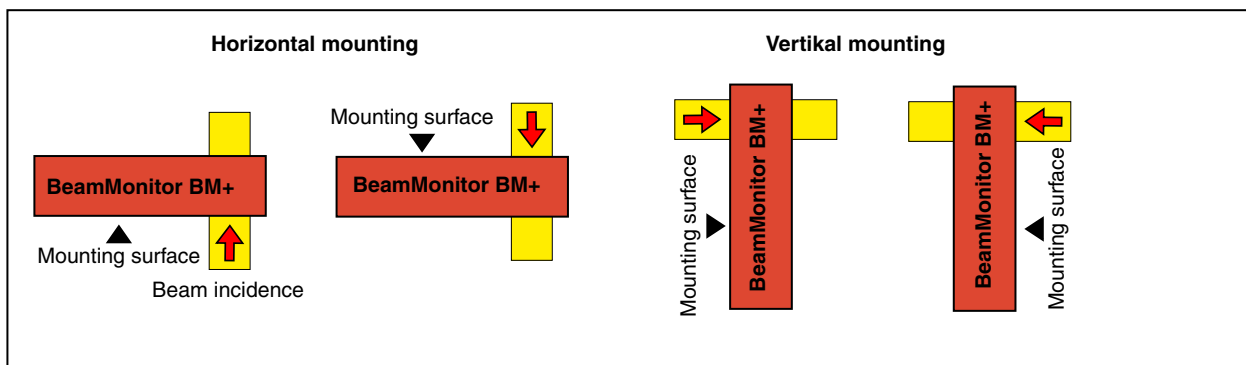 Horizontal mounting
Vertikal mounting
Mounting surface
BeamMonitor BM+
BeamMonitor BM+
Mounting surface
Beam incidence
BeamMonitor BM+
Mounting surface
BeamMonitor BM+
Mounting surface